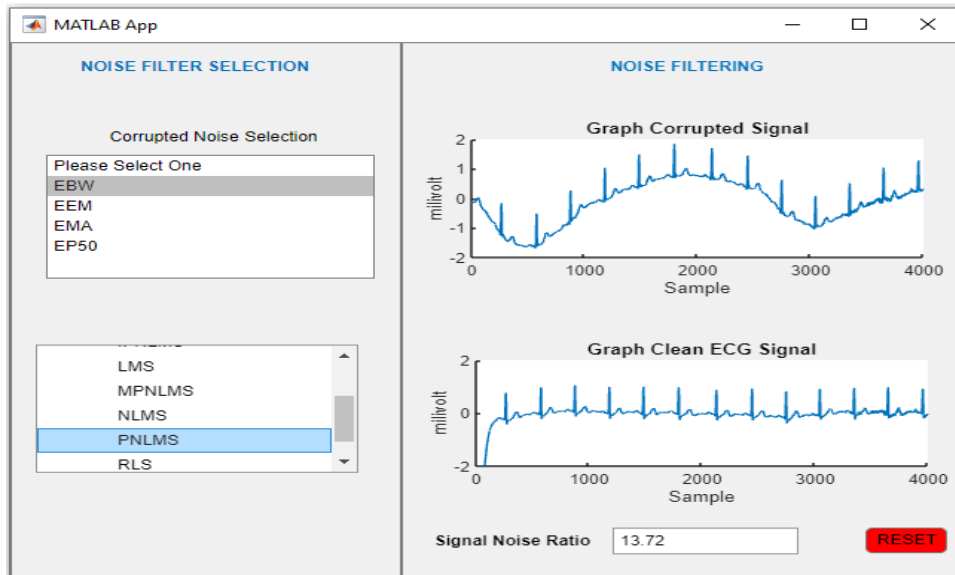 MATLAB App
NOISE FILTER SELECTION
Corrupted Noise Selection
Please Select One
EBW
EEM
EMA
EP50
LMS
MPNLMS
NLMS
PNLMS
RLS
NOISE FILTERING
Graph Corrupted Signal
milivolt
2
1
0
-1
-2
0 1000 2000 3000 4000
Sample
Graph Clean ECG Signal
milivolt
2
0
-2
0 1000 2000 3000 4000
Sample
Signal Noise Ratio 13.72 RESET